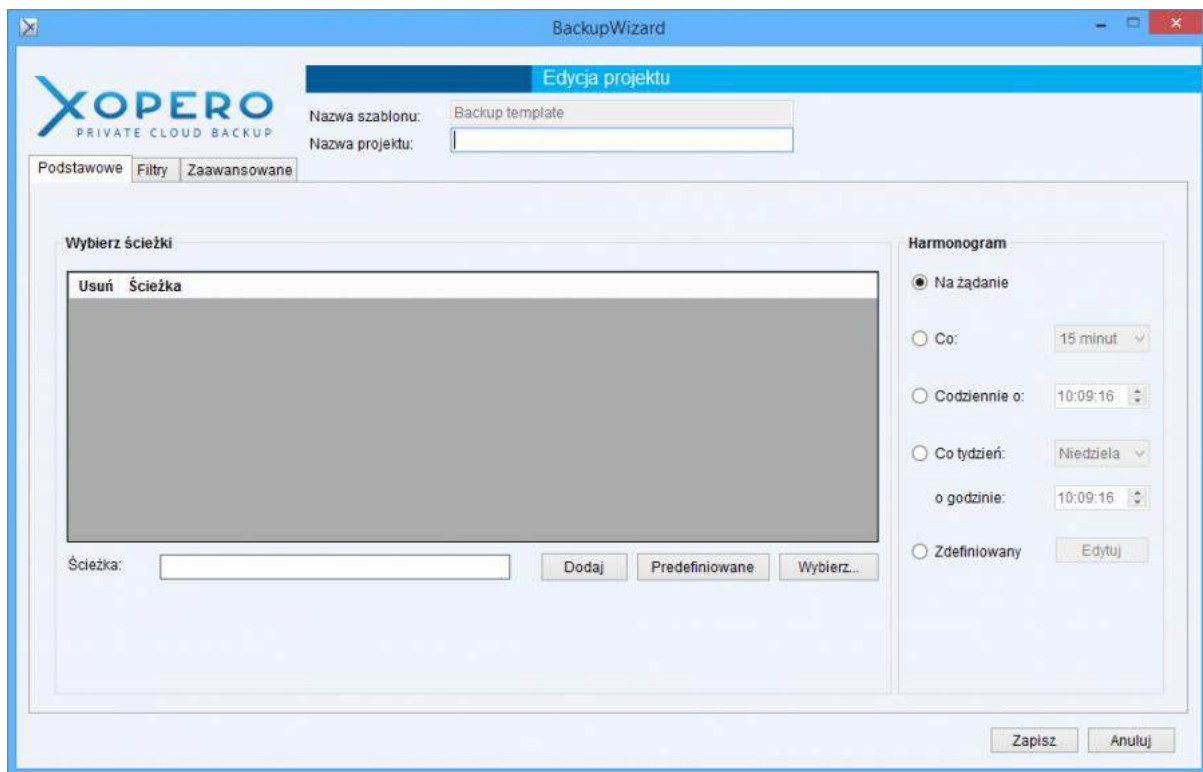 BackupWizard
XOPERO
PRIVATE CLOUD BACKUP
Edycja projektu
Nazwa szablonu: Backup template
Nazwa projektu:
Podstawowe Filtry Zaawansowane
Wybierz ścieżki
Usuń Ścieżka
Ścieżka: Dodaj Predefiniowane Wybierz...
Harmonogram
Na żądanie
Co: 15 minut
Codziennie o: 10:09:16
Co tydzień: Niedziela
o godzinie: 10:09:16
Zdefiniowany Edytuj
Zapisz Anuluj